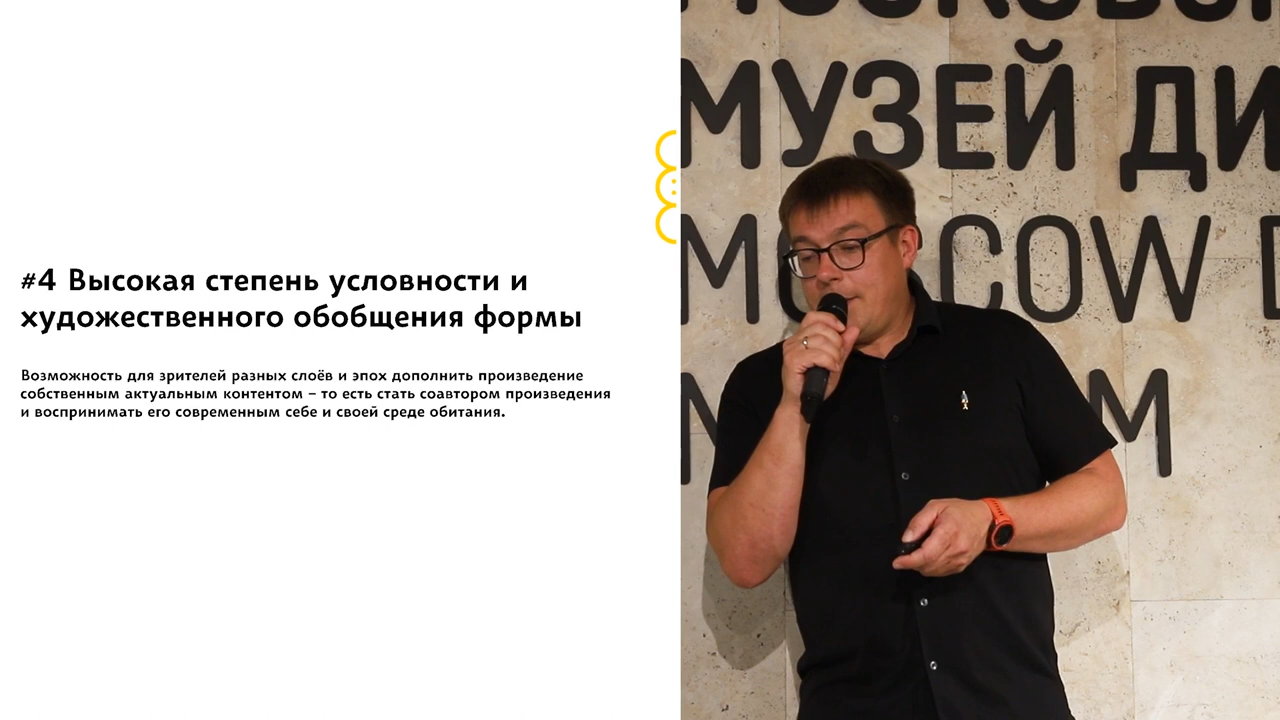 #4 Высокая степень условности и
художественного обобщения формы
Возможность для зрителей разных слоёв и эпох дополнить произведение
собственным актуальным контентом – то есть стать соавтором произведения
и воспринимать его современным себе и своей среде обитания.
МУЗЕЙ ДИ
MOSCOW D